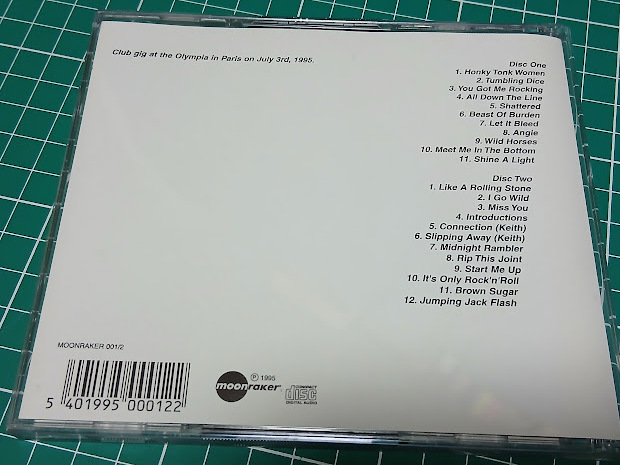 Club gig at the Olympia in Paris on July 3rd, 1995.
Disc One
1. Honky Tonk Women
2. Tumbling Dice
3. You Got Me Rocking
4. All Down The Line
5. Shattered
6. Beast Of Burden
7. Let It Bleed
8. Angie
9. Wild Horses
10. Meet Me In The Bottom
11. Shine A Light
Disc Two
1. Like A Rolling Stone
2. I Go Wild
3. Miss You
4. Introductions
5. Connection (Keith)
6. Slipping Away (Keith)
7. Midnight Rambler
8. Rip This Joint
9. Start Me Up
10. It's Only Rock'n'Roll
11. Brown Sugar
12. Jumping Jack Flash
MOONRAKER 001/2
5 401995 000122
℗ 1995
moonraker
COMPACT
disc
DIGITAL AUDIO